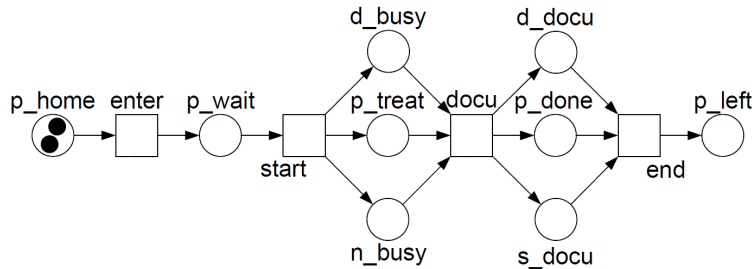 d_busy d_docu
p_home enter p_wait p_treat docu p_done p_left
start end
n_busy s_docu